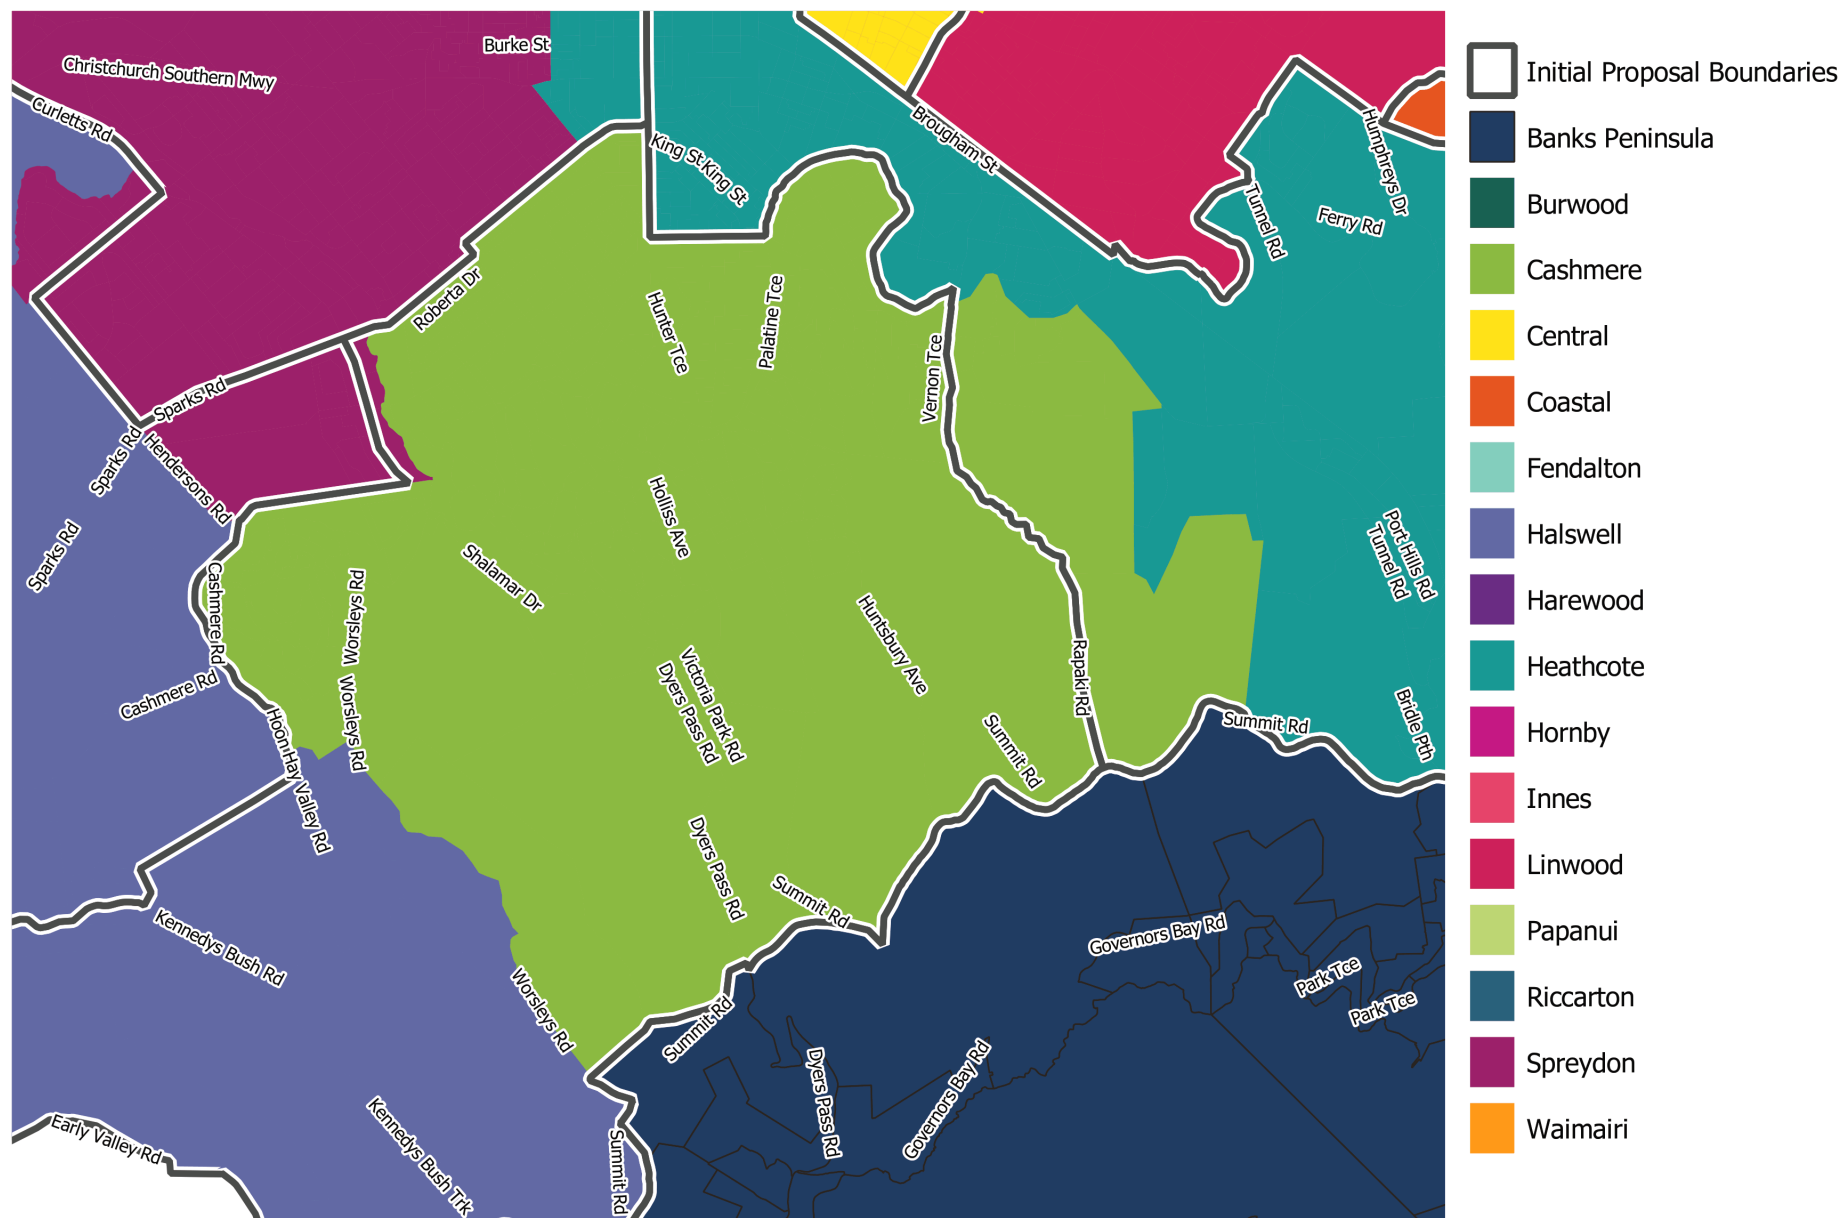 Burke St
Christchurch Southern Mwy
Curletts Rd
King St King St
Brougham St
Humphreys Dr
Tunnel Rd
Ferry Rd
Roberta Dr
Hunter Tce
Palatine Tce
Vernon Tce
Sparks Rd
Sparks Rd
Hendersons Rd
Sparks Rd
Holliss Ave
Shalamar Dr
Port Hills Rd
Tunnel Rd
Cashmere Rd
Worsleys Rd
Huntsbury Ave
Rapaki Rd
Cashmere Rd
Worsleys Rd
Victoria Park Rd
Dyers Pass Rd
Summit Rd
Summit Rd
Bridle Pth
Hoon Hay Valley Rd
Dyers Pass Rd
Summit Rd
Kennedys Bush Rd
Governors Bay Rd
Park Tce
Park Tce
Worsleys Rd
Summit Rd
Dyers Pass Rd
Governors Bay Rd
Early Valley Rd
Kennedys Bush Trk
Summit Rd
Initial Proposal Boundaries
Banks Peninsula
Burwood
Cashmere
Central
Coastal
Fendalton
Halswell
Harewood
Heathcote
Hornby
Innes
Linwood
Papanui
Riccarton
Spreydon
Waimairi